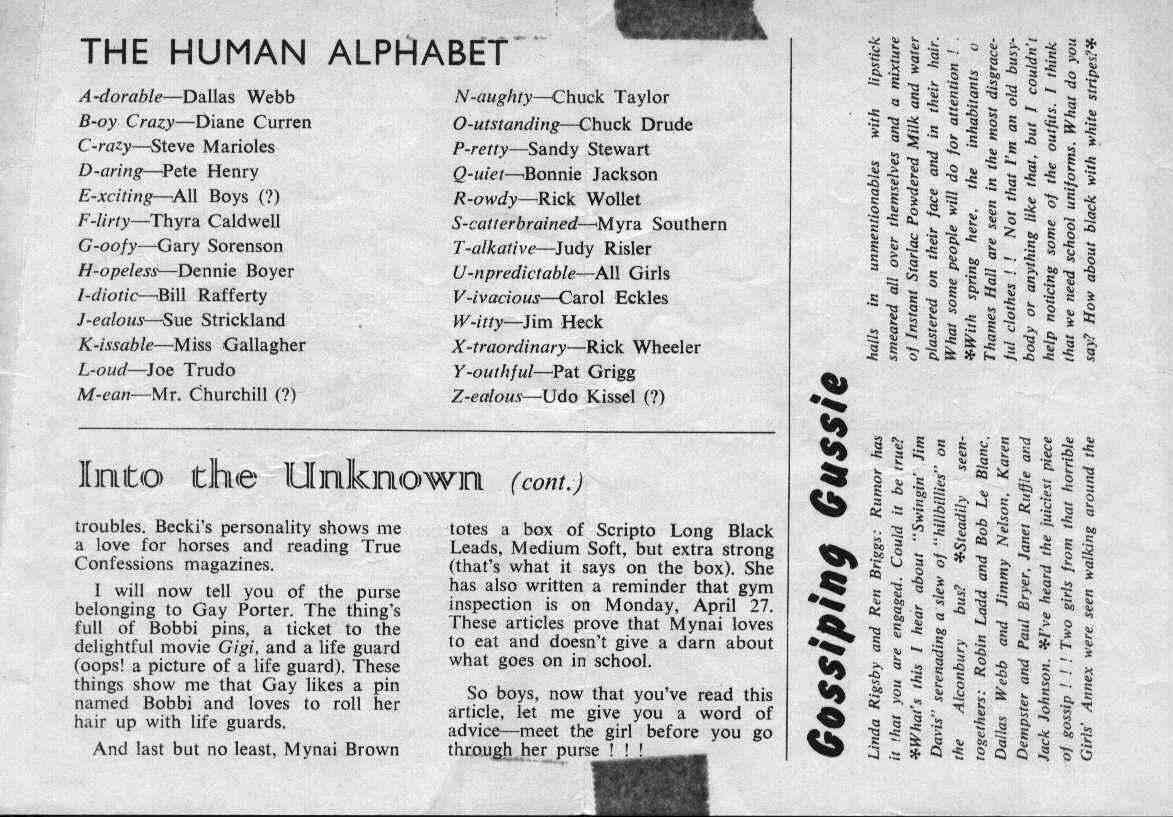 THE HUMAN ALPHABET
A-dorable—Dallas Webb
B-oy Crazy—Diane Curren
C-razy—Steve Marioles
D-aring—Pete Henry
E-xciting—All Boys (?)
F-lirty—Thyra Caldwell
G-oofy—Gary Sorenson
H-opeless—Dennie Boyer
I-diotic—Bill Rafferty
J-ealous—Sue Strickland
K-issable—Miss Gallagher
L-oud—Joe Trudo
M-ean—Mr. Churchill (?)
N-aughty—Chuck Taylor
O-utstanding—Chuck Drude
P-retty—Sandy Stewart
Q-uiet—Bonnie Jackson
R-owdy—Rick Wollet
S-catterbrained—Myra Southern
T-alkative—Judy Risler
U-npredictable—All Girls
V-ivacious—Carol Eckles
W-itty—Jim Heck
X-traordinary—Rick Wheeler
Y-outhful—Pat Grigg
Z-ealous—Udo Kissel (?)
Into the Unknown (cont.)
troubles. Becki's personality shows me
a love for horses and reading True
Confessions magazines.
I will now tell you of the purse
belonging to Gay Porter. The thing's
full of Bobbi pins, a ticket to the
delightful movie Gigi, and a life guard
(oops! a picture of a life guard). These
things show me that Gay likes a pin
named Bobbi and loves to roll her
hair up with life guards.
And last but no least, Mynai Brown
totes a box of Scripto Long Black
Leads, Medium Soft, but extra strong
(that's what it says on the box). She
has also written a reminder that gym
inspection is on Monday, April 27.
These articles prove that Mynai loves
to eat and doesn't give a darn about
what goes on in school.
So boys, now that you've read this
article, let me give you a word of
advice—meet the girl before you go
through her purse ! ! !
Gossiping Gussie
Linda Rigsby and Ren Briggs: Rumor has
it that you are engaged. Could it be true?
*What's this I hear about "Swingin' Jim
Davis" serenading a slew of "hillbillies" on
the Alconbury bus? *Steadily seen-
togethers: Robin Ladd and Bob Le Blanc,
Dallas Webb and Jimmy Nelson, Karen
Dempster and Paul Bryer, Janet Ruffie and
Jack Johnson. *I've heard the juiciest piece
of gossip ! ! ! Two girls from that horrible
Girls' Annex were seen walking around the
halls in unmentionables with lipstick
smeared all over themselves and a mixture
of Instant Starlac Powdered Milk and water
plastered on their face and in their hair.
What some people will do for attention ! .
*With spring here, the inhabitants o
Thames Hall are seen in the most disgrace-
ful clothes ! ! Not that I'm an old busy-
body or anything like that, but I couldn't
help noticing some of the outfits. I think
that we need school uniforms. What do you
say? How about black with white stripes?*